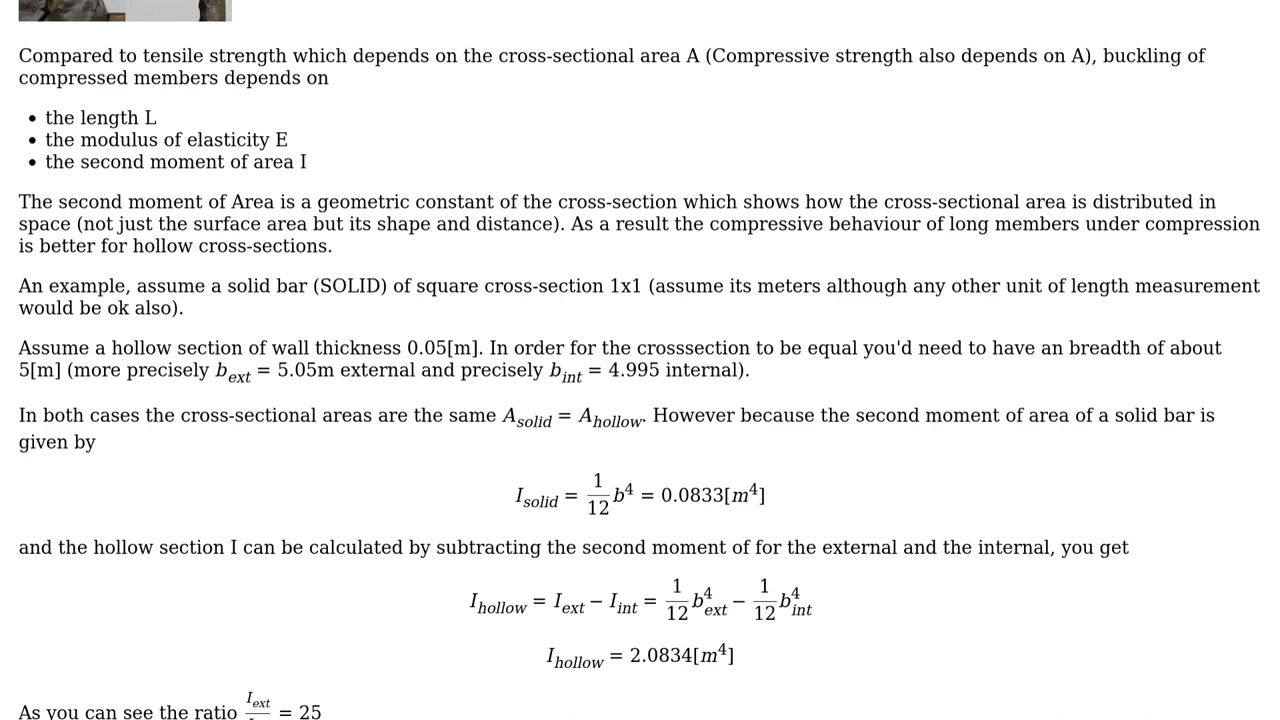 Compared to tensile strength which depends on the cross-sectional area A (Compressive strength also depends on A), buckling of
compressed members depends on
• the length L
• the modulus of elasticity E
• the second moment of area I
The second moment of Area is a geometric constant of the cross-section which shows how the cross-sectional area is distributed in
space (not just the surface area but its shape and distance). As a result the compressive behaviour of long members under compression
is better for hollow cross-sections.
An example, assume a solid bar (SOLID) of square cross-section 1x1 (assume its meters although any other unit of length measurement
would be ok also).
Assume a hollow section of wall thickness 0.05[m]. In order for the crosssection to be equal you'd need to have an breadth of about
5[m] (more precisely b_ext = 5.05m external and precisely b_int = 4.995 internal).
In both cases the cross-sectional areas are the same A_solid = A_hollow. However because the second moment of area of a solid bar is
given by
I_solid = 1/12 b^4 = 0.0833[m^4]
and the hollow section I can be calculated by subtracting the second moment of for the external and the internal, you get
I_hollow = I_ext − I_int = 1/12 b^4_ext − 1/12 b^4_int
I_hollow = 2.0834[m^4]
As you can see the ratio I_ext = 25